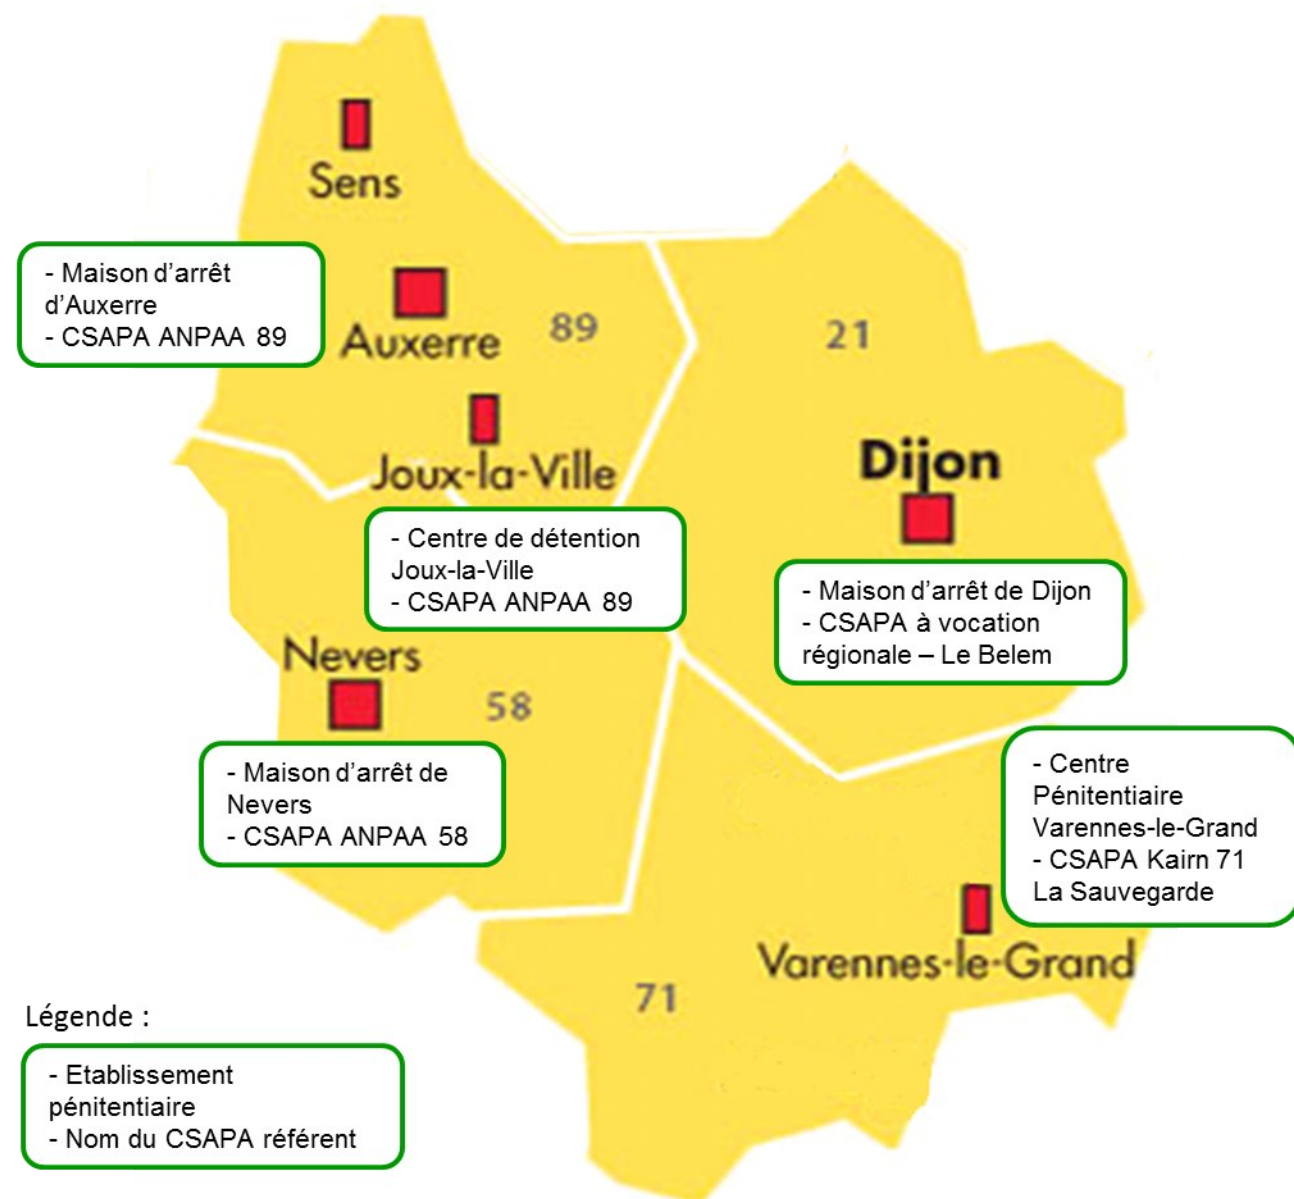 Sens
- Maison d’arrêt
d’Auxerre
- CSAPA ANPAA 89
Auxerre
89
21
Joux-la-Ville
Dijon
- Centre de détention
Joux-la-Ville
- CSAPA ANPAA 89
- Maison d’arrêt de Dijon
- CSAPA à vocation
régionale – Le Belem
Nevers
58
- Maison d’arrêt de
Nevers
- CSAPA ANPAA 58
- Centre
Pénitentiaire
Varennes-le-Grand
- CSAPA Kairn 71
La Sauvegarde
Varennes-le-Grand
71
Légende :
- Etablissement
pénitentiaire
- Nom du CSAPA référent